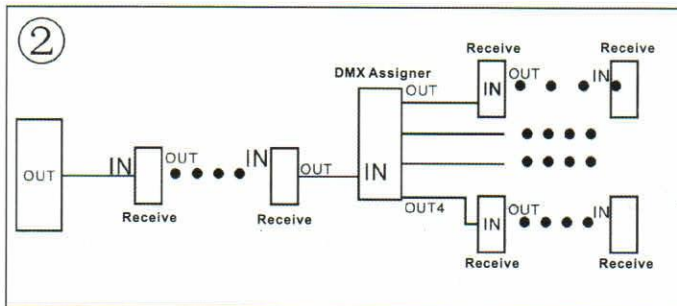 ②
Receive Receive
DMX Assigner
OUT IN OUT IN
OUT IN OUT IN OUT IN
Receive Receive
OUT4 IN OUT IN
Receive Receive